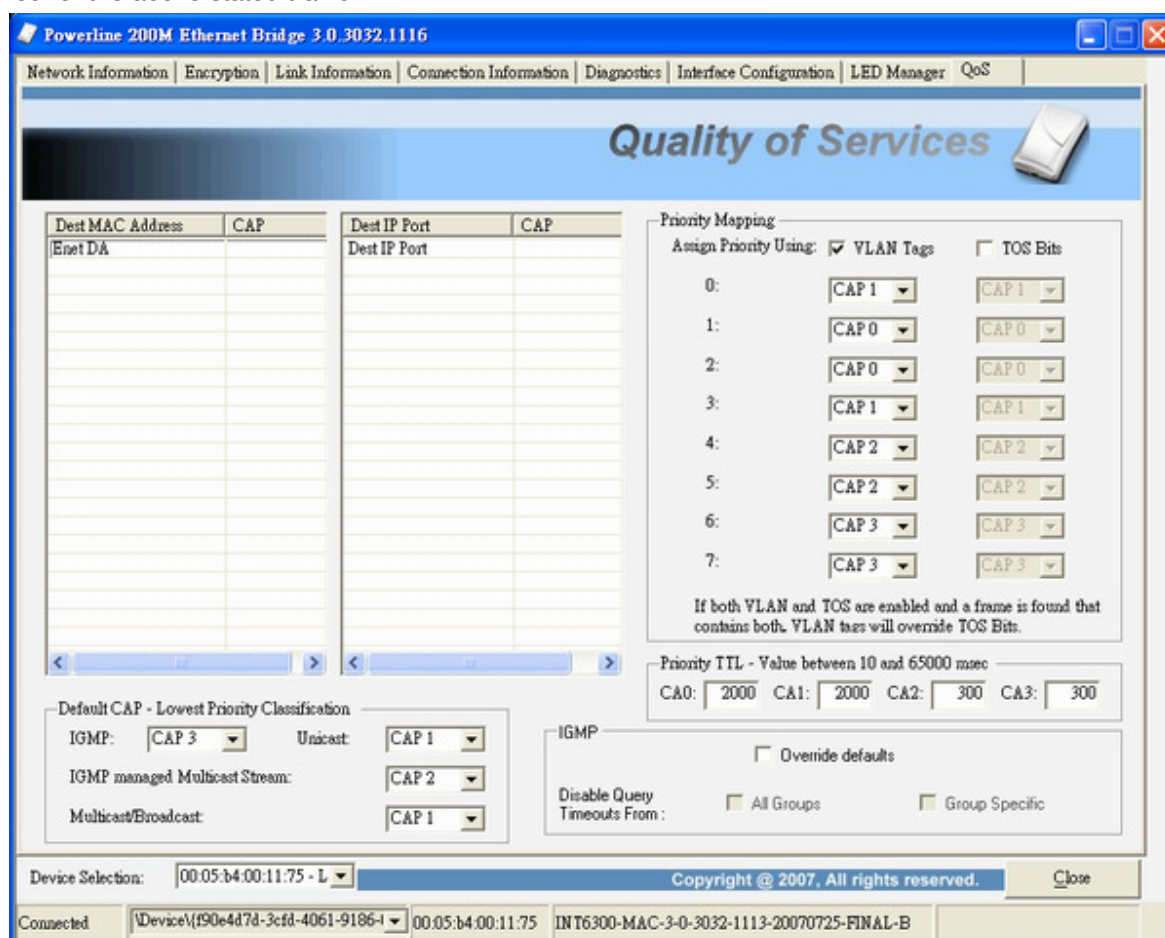 Powerline 200M Ethernet Bridge 3.0.3032.1116
Network Information Encryption Link Information Connection Information Diagnostics Interface Configuration LED Manager QoS
Quality of Services
Dest MAC Address CAP Dest IP Port CAP
Enet DA Dest IP Port
Priority Mapping
Assign Priority Using: VLAN Tags TOS Bits
0: CAP 1 CAP 1
1: CAP 0 CAP 0
2: CAP 0 CAP 0
3: CAP 1 CAP 1
4: CAP 2 CAP 2
5: CAP 2 CAP 2
6: CAP 3 CAP 3
7: CAP 3 CAP 3
If both VLAN and TOS are enabled and a frame is found that
contains both, VLAN tags will override TOS Bits.
Priority TTL - Value between 10 and 65000 msec
CA0: 2000 CA1: 2000 CA2: 300 CA3: 300
Default CAP - Lowest Priority Classification
IGMP: CAP 3 Unicast: CAP 1
IGMP managed Multicast Stream: CAP 2
Multicast/Broadcast: CAP 1
IGMP
Override defaults
Disable Query
Timeouts From : All Groups Group Specific
Device Selection: 00:05:b4:00:11:75 - L
Copyright @ 2007, All rights reserved. Close
Connected \Device\{f90e4d7d-3cfd-4061-9186- 00:05:b4:00:11:75 INT6300-MAC-3-0-3032-1113-20070725-FINAL-B